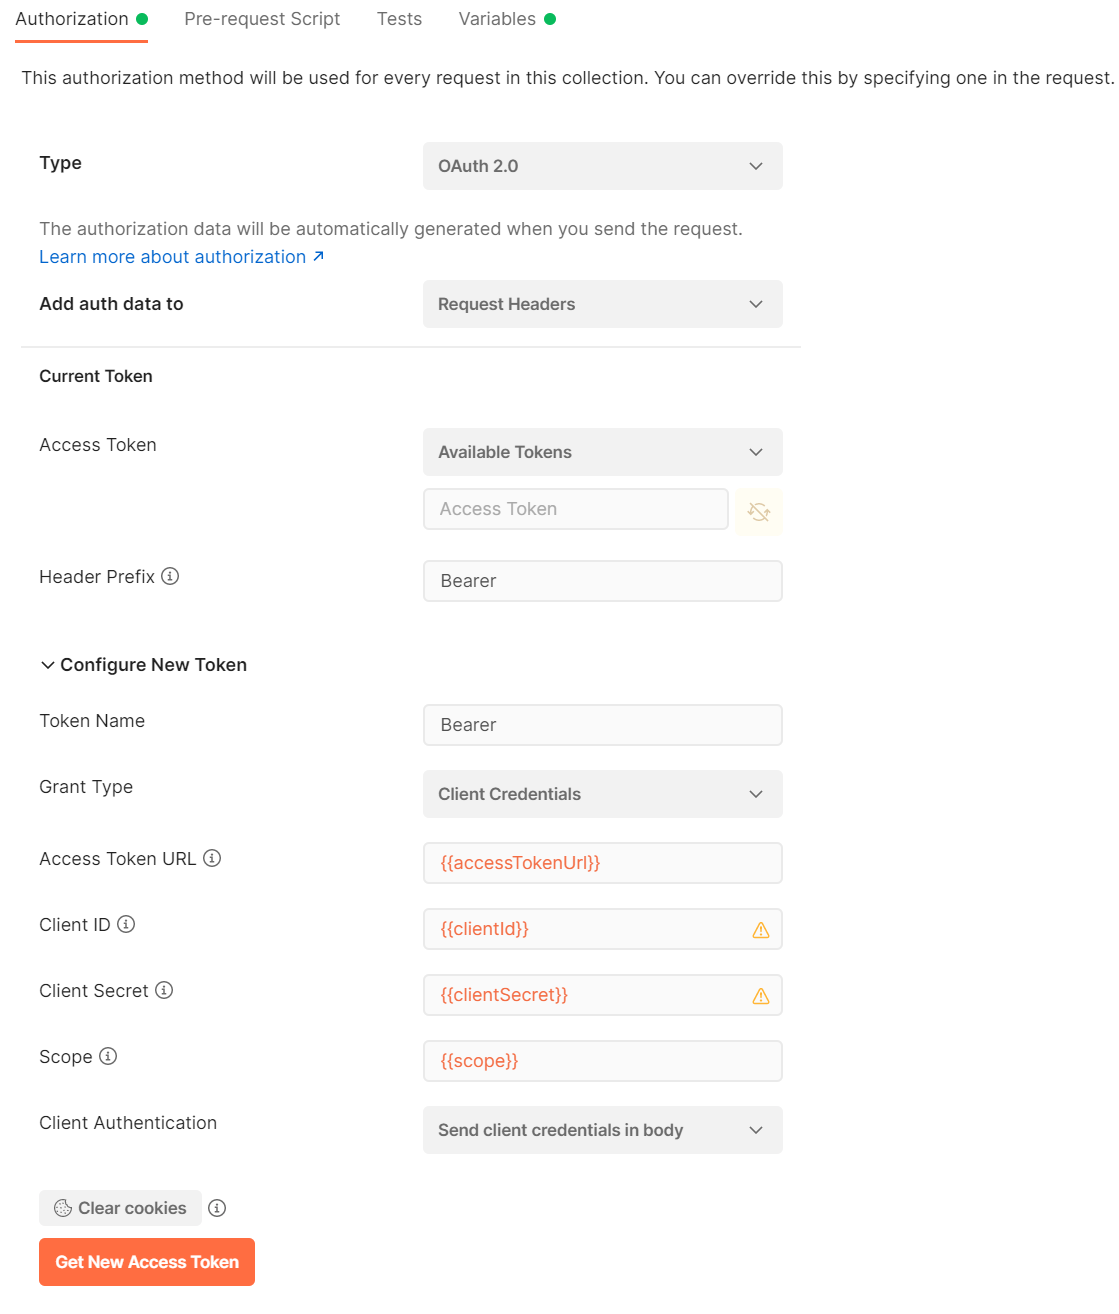 Authorization Pre-request Script Tests Variables
This authorization method will be used for every request in this collection. You can override this by specifying one in the request.
Type OAuth 2.0
The authorization data will be automatically generated when you send the request.
Learn more about authorization ↗
Add auth data to Request Headers
Current Token
Access Token Available Tokens
Access Token
Header Prefix Bearer
Configure New Token
Token Name Bearer
Grant Type Client Credentials
Access Token URL {{accessTokenUrl}}
Client ID {{clientId}}
Client Secret {{clientSecret}}
Scope {{scope}}
Client Authentication Send client credentials in body
Clear cookies
Get New Access Token